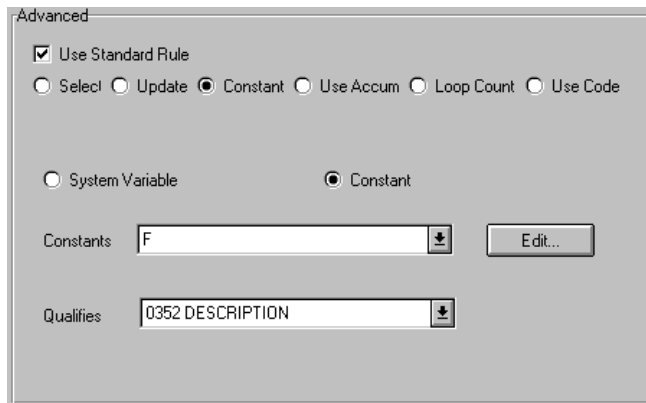 Advanced
Use Standard Rule
Select Update Constant Use Accum Loop Count Use Code
System Variable Constant
Constants F Edit...
Qualifies 0352 DESCRIPTION